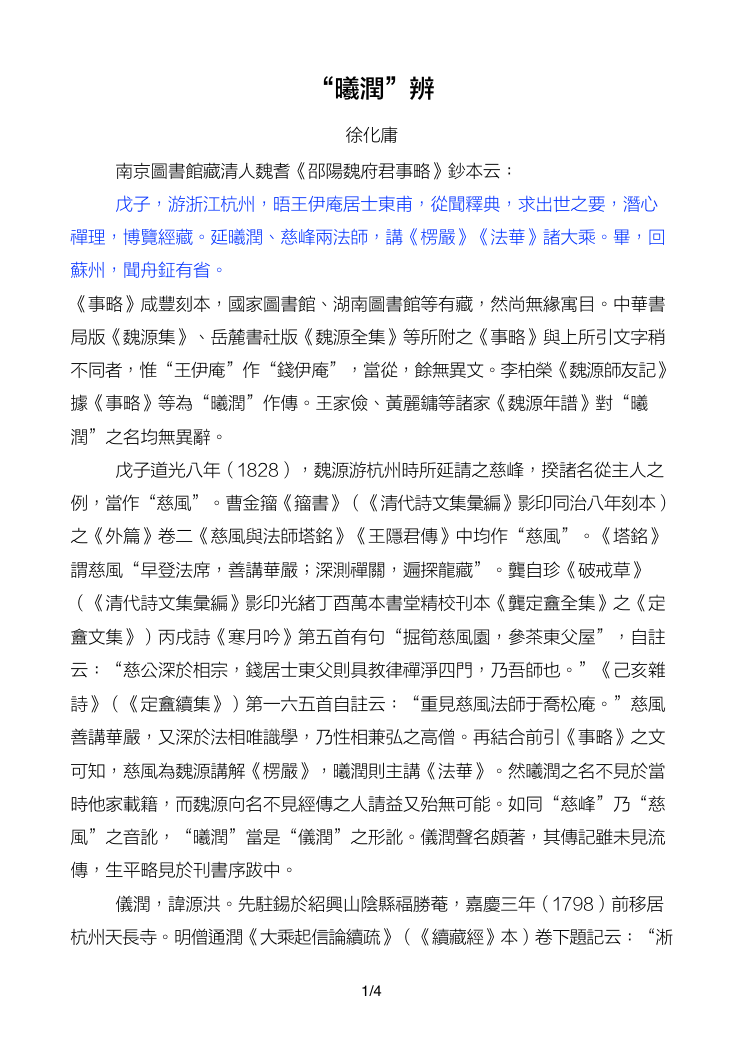 “曦潤”辨
徐化庸
南京圖書館藏清人魏耆《邵陽魏府君事略》鈔本云：
戊子，游浙江杭州，晤王伊庵居士東甫，從聞釋典，求出世之要，潛心
禪理，博覽經藏。延曦潤、慈峰兩法師，講《楞嚴》《法華》諸大乘。畢，回
蘇州，聞舟鉦有省。
《事略》咸豐刻本，國家圖書館、湖南圖書館等有藏，然尚無緣寓目。中華書
局版《魏源集》、岳麓書社版《魏源全集》等所附之《事略》與上所引文字稍
不同者，惟“王伊庵”作“錢伊庵”，當從，餘無異文。李柏榮《魏源師友記》
據《事略》等為“曦潤”作傳。王家儉、黃麗鏞等諸家《魏源年譜》對“曦
潤”之名均無異辭。
戊子道光八年（1828），魏源游杭州時所延請之慈峰，揆諸名從主人之
例，當作“慈風”。曹金籀《籀書》（《清代詩文集彙編》影印同治八年刻本）
之《外篇》卷二《慈風與法師塔銘》《王隱君傳》中均作“慈風”。《塔銘》
謂慈風“早登法席，善講華嚴；深測禪關，遍探龍藏”。龔自珍《破戒草》
（《清代詩文集彙編》影印光緒丁酉萬本書堂精校刊本《龔定盦全集》之《定
盦文集》）丙戌詩《寒月吟》第五首有句“掘筍慈風園，參茶東父屋”，自註
云：“慈公深於相宗，錢居士東父則具教律禪淨四門，乃吾師也。”《己亥雜
詩》（《定盦續集》）第一六五首自註云：“重見慈風法師于喬松庵。”慈風
善講華嚴，又深於法相唯識學，乃性相兼弘之高僧。再結合前引《事略》之文
可知，慈風為魏源講解《楞嚴》，曦潤則主講《法華》。然曦潤之名不見於當
時他家載籍，而魏源向名不見經傳之人請益又殆無可能。如同“慈峰”乃“慈
風”之音訛，“曦潤”當是“儀潤”之形訛。儀潤聲名頗著，其傳記雖未見流
傳，生平略見於刊書序跋中。
儀潤，諱源洪。先駐錫於紹興山陰縣福勝菴，嘉慶三年（1798）前移居
杭州天長寺。明僧通潤《大乘起信論續疏》（《續藏經》本）卷下題記云：“浙
1/4